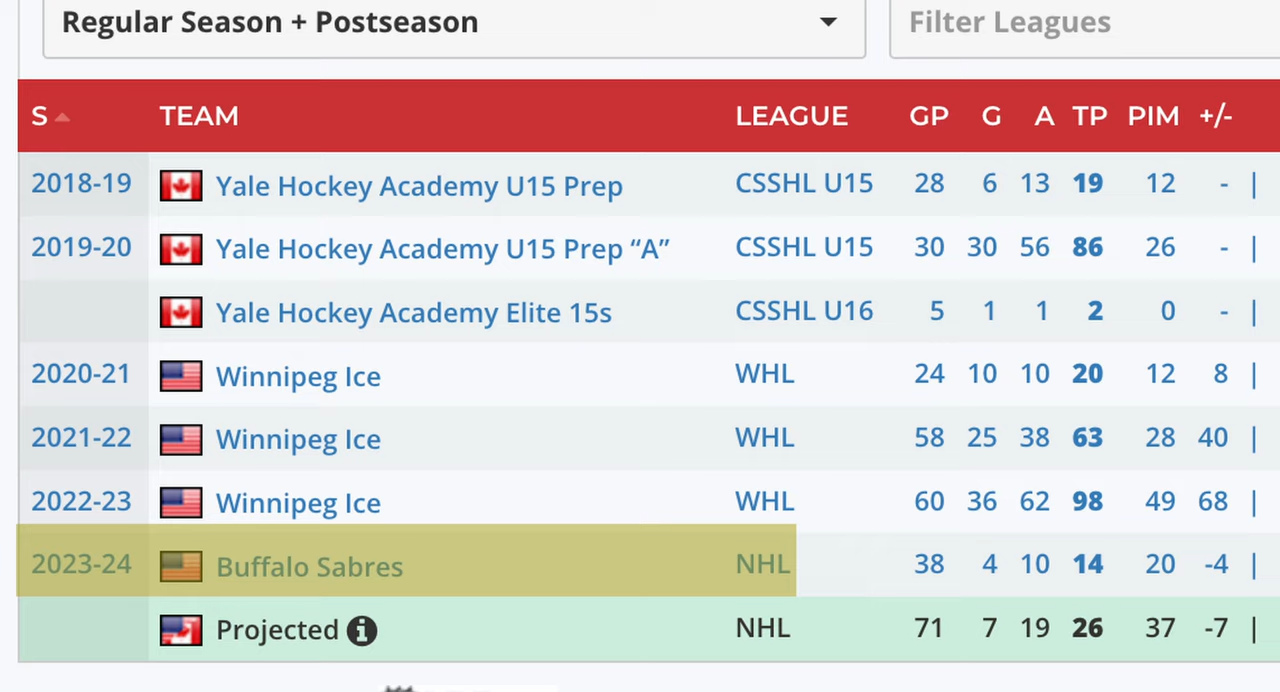 Regular Season + Postseason Filter Leagues
S TEAM LEAGUE GP G A TP PIM +/-
2018-19 Yale Hockey Academy U15 Prep CSSHL U15 28 6 13 19 12 - |
2019-20 Yale Hockey Academy U15 Prep “A” CSSHL U15 30 30 56 86 26 - |
Yale Hockey Academy Elite 15s CSSHL U16 5 1 1 2 0 - |
2020-21 Winnipeg Ice WHL 24 10 10 20 12 8 |
2021-22 Winnipeg Ice WHL 58 25 38 63 28 40 |
2022-23 Winnipeg Ice WHL 60 36 62 98 49 68 |
2023-24 Buffalo Sabres NHL 38 4 10 14 20 -4 |
Projected NHL 71 7 19 26 37 -7 |